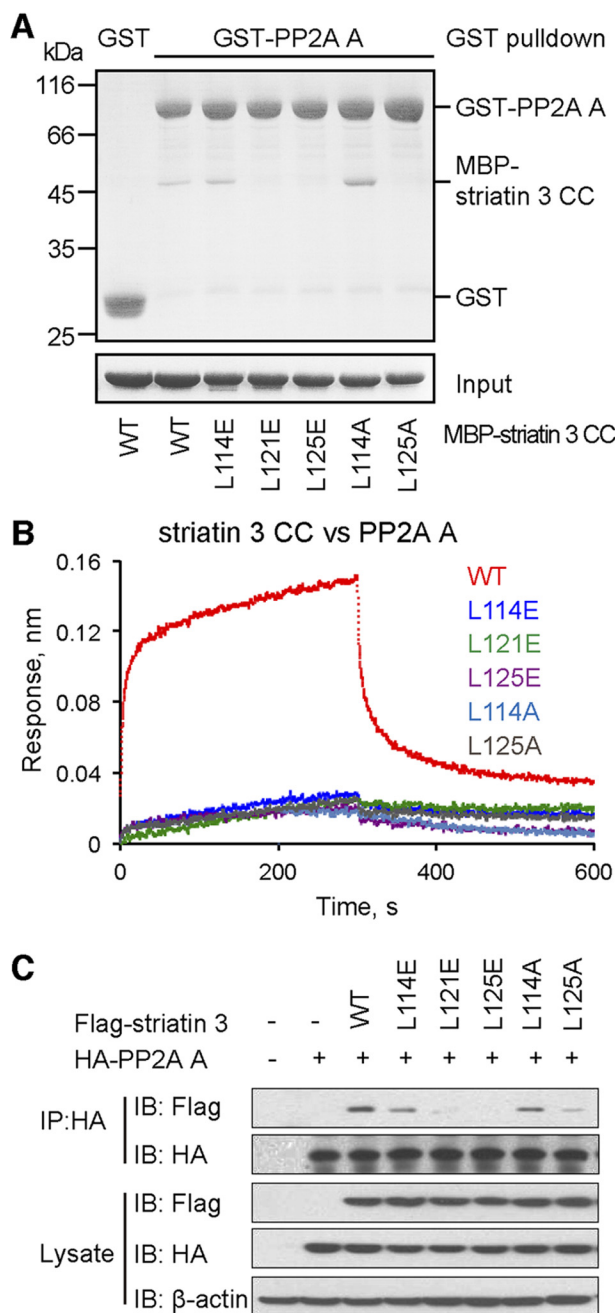 A
GST GST-PP2A A GST pulldown
kDa
116
66
45
35
30
25
GST-PP2A A
MBP-
striatin 3 CC
GST
Input
WT WT L114E L121E L125E L114A L125A MBP-striatin 3 CC
B
striatin 3 CC vs PP2A A
Response, nm
0.16
0.12
0.08
0.04
0
WT
L114E
L121E
L125E
L114A
L125A
0 200 400 600
Time, s
C
Flag-striatin 3 - - WT L114E L121E L125E L114A L125A
HA-PP2A A - + + + + + + +
IP:HA
IB: Flag
IB: HA
Lysate
IB: Flag
IB: HA
IB: β-actin